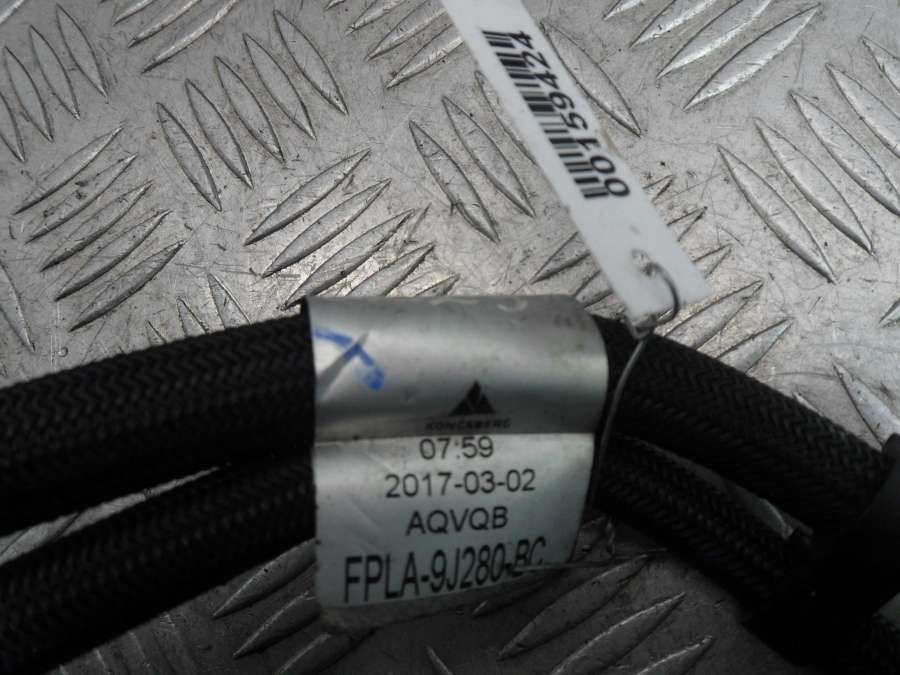 00159424
KONGSBERG
07:59
2017-03-02
AQVQB
FPLA-9J280-BC